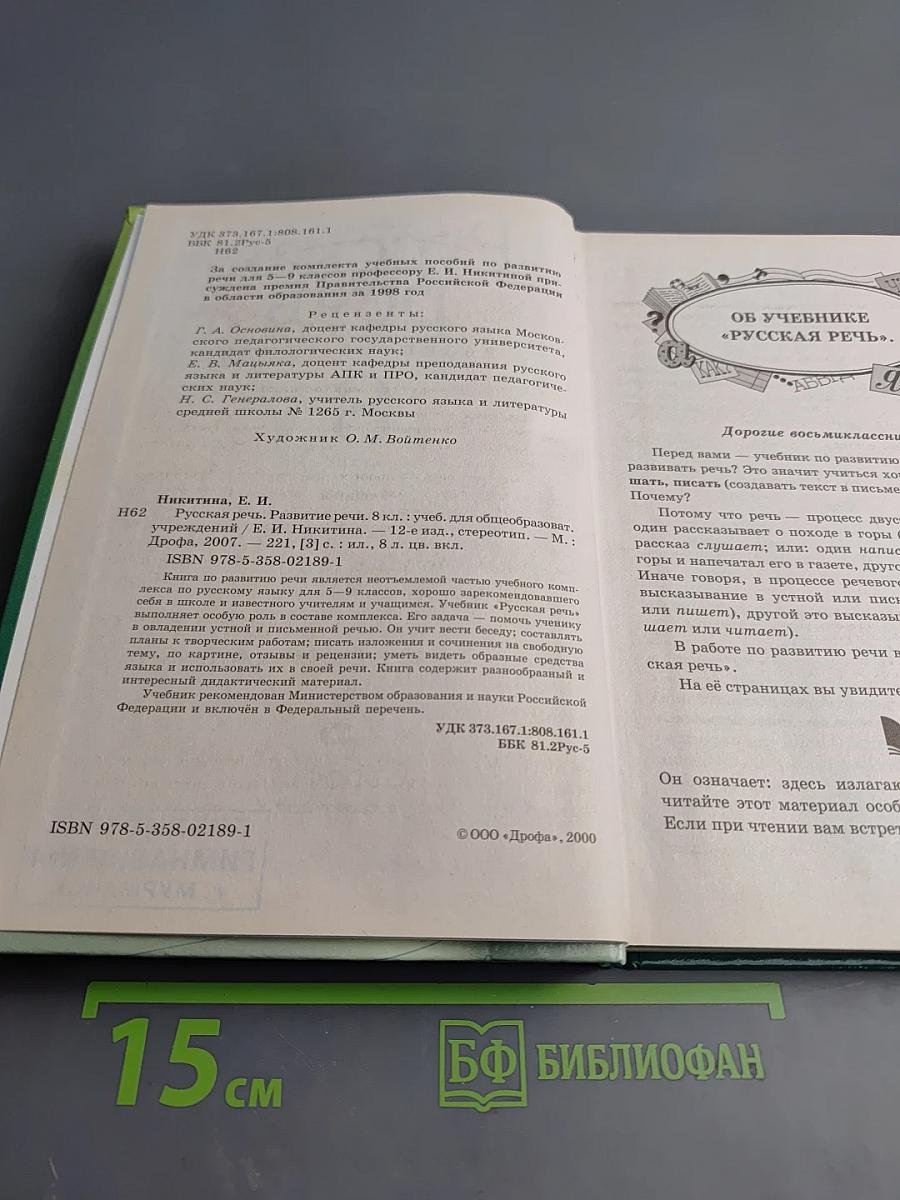 УДК 373.167.1:808.161.1
ББК 81.2Рус-5
Н62
За создание комплекта учебных пособий по развитию
речи для 5—9 классов профессору Е. И. Никитиной при-
суждена премия Правительства Российской Федерации
в области образования за 1998 год
Рецензенты:
Г. А. Основина, доцент кафедры русского языка Москов-
ского педагогического государственного университета,
кандидат филологических наук;
Е. В. Мацыяка, доцент кафедры преподавания русского
языка и литературы АПК и ПРО, кандидат педагогиче-
ских наук;
Н. С. Генералова, учитель русского языка и литературы
средней школы № 1265 г. Москвы
Художник О. М. Войтенко
Никитина, Е. И.
Н62 Русская речь. Развитие речи. 8 кл. : учеб. для общеобразоват.
учреждений / Е. И. Никитина. — 12-е изд., стереотип. — М. :
Дрофа, 2007. — 221, [3] с. : ил., 8 л. цв. вкл.
ISBN 978-5-358-02189-1
Книга по развитию речи является неотъемлемой частью учебного комп-
лекса по русскому языку для 5—9 классов, хорошо зарекомендовавшего
себя в школе и известного учителям и учащимся. Учебник «Русская речь»
выполняет особую роль в составе комплекса. Его задача — помочь ученику
в овладении устной и письменной речью. Он учит вести беседу; составлять
планы к творческим работам; писать изложения и сочинения на свободную
тему, по картине, отзывы и рецензии; уметь видеть образные средства
языка и использовать их в своей речи. Книга содержит разнообразный и
интересный дидактический материал.
Учебник рекомендован Министерством образования и науки Российской
Федерации и включён в Федеральный перечень.
УДК 373.167.1:808.161.1
ББК 81.2Рус-5
ISBN 978-5-358-02189-1
© ООО «Дрофа», 2000
ОБ УЧЕБНИКЕ
«РУССКАЯ РЕЧЬ».
Дорогие восьмиклассни
Перед вами — учебник по развитию
развивать речь? Это значит учиться хо
шать, писать (создавать текст в письме
Почему?
Потому что речь — процесс двус
один рассказывает о походе в горы (
рассказ слушает; или: один напис
горы и напечатал его в газете, друго
Иначе говоря, в процессе речевог
высказывание в устной или пись
или пишет), другой это высказы
шает или читает).
В работе по развитию речи в
ская речь».
На её страницах вы увидите
Он означает: здесь излагаю
читайте этот материал особ
Если при чтении вам встрет
15 см
БФ БИБЛИОФАН